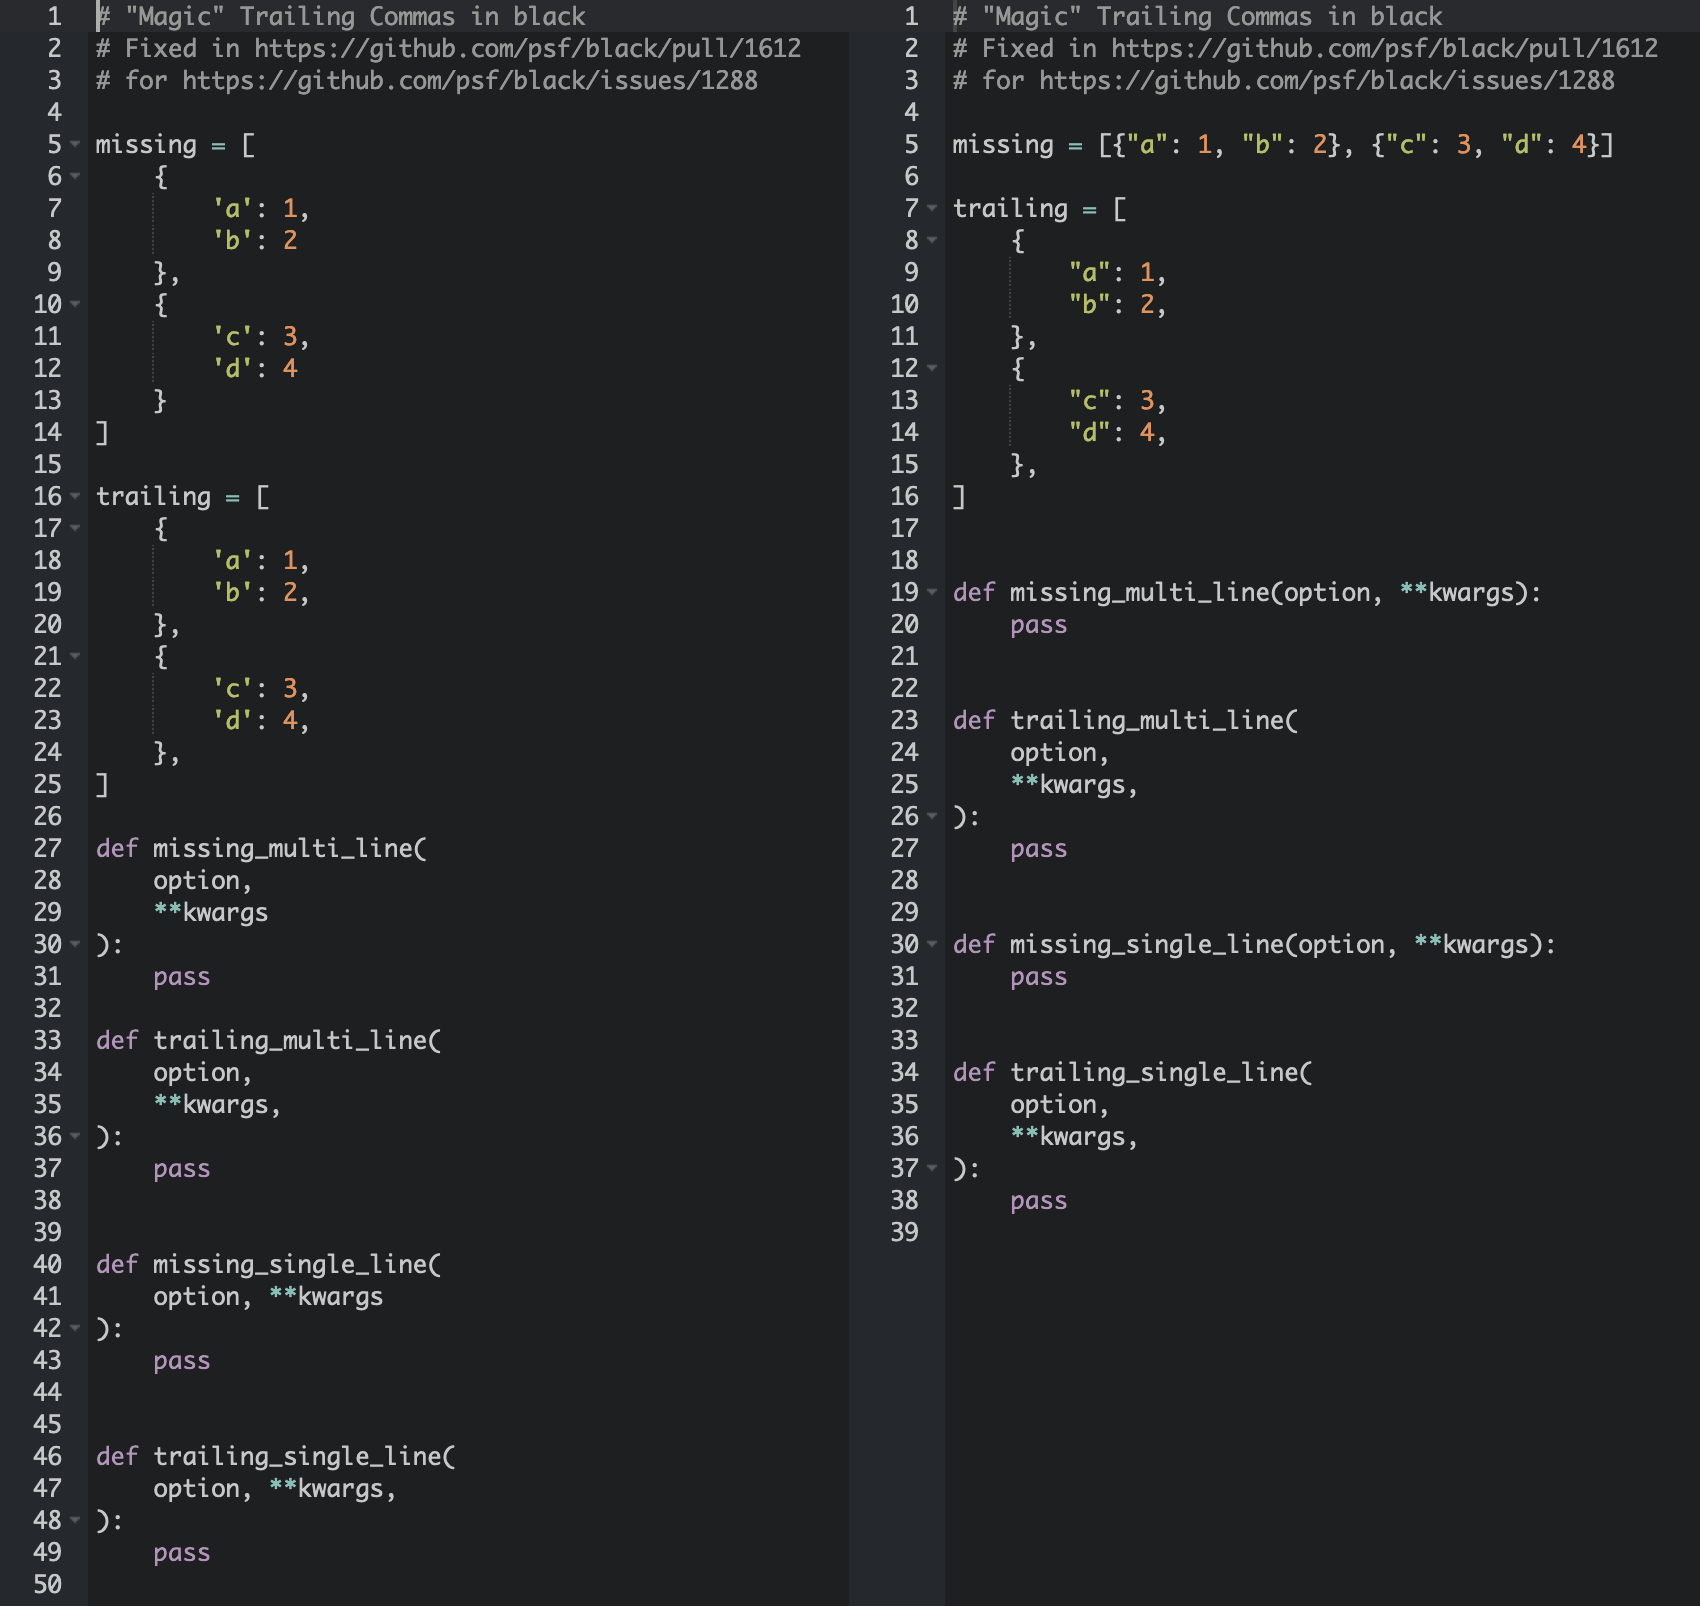 1 # "Magic" Trailing Commas in black
2 # Fixed in https://github.com/psf/black/pull/1612
3 # for https://github.com/psf/black/issues/1288
4
5 missing = [
6     {
7         'a': 1,
8         'b': 2
9     },
10     {
11         'c': 3,
12         'd': 4
13     }
14 ]
15
16 trailing = [
17     {
18         'a': 1,
19         'b': 2,
20     },
21     {
22         'c': 3,
23         'd': 4,
24     },
25 ]
26
27 def missing_multi_line(
28     option,
29     **kwargs
30 ):
31     pass
32
33 def trailing_multi_line(
34     option,
35     **kwargs,
36 ):
37     pass
38
39
40 def missing_single_line(
41     option, **kwargs
42 ):
43     pass
44
45
46 def trailing_single_line(
47     option, **kwargs,
48 ):
49     pass
50
1 # "Magic" Trailing Commas in black
2 # Fixed in https://github.com/psf/black/pull/1612
3 # for https://github.com/psf/black/issues/1288
4
5 missing = [{"a": 1, "b": 2}, {"c": 3, "d": 4}]
6
7 trailing = [
8     {
9         "a": 1,
10         "b": 2,
11     },
12     {
13         "c": 3,
14         "d": 4,
15     },
16 ]
17
18
19 def missing_multi_line(option, **kwargs):
20     pass
21
22
23 def trailing_multi_line(
24     option,
25     **kwargs,
26 ):
27     pass
28
29
30 def missing_single_line(option, **kwargs):
31     pass
32
33
34 def trailing_single_line(
35     option,
36     **kwargs,
37 ):
38     pass
39